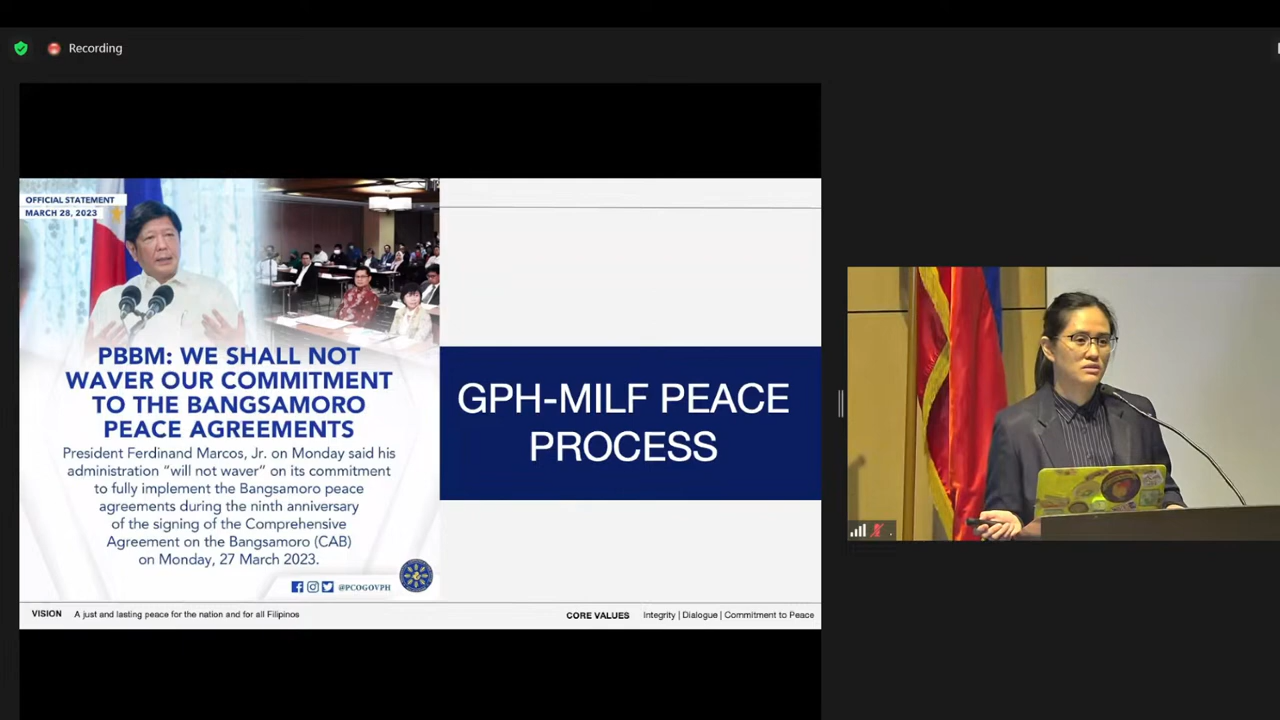 Recording
OFFICIAL STATEMENT
MARCH 28, 2023
PBBM: WE SHALL NOT
WAVER OUR COMMITMENT
TO THE BANGSAMORO
PEACE AGREEMENTS
President Ferdinand Marcos, Jr. on Monday said his
administration “will not waver” on its commitment
to fully implement the Bangsamoro peace
agreements during the ninth anniversary
of the signing of the Comprehensive
Agreement on the Bangsamoro (CAB)
on Monday, 27 March 2023.
@PCOGOVPH
GPH-MILF PEACE
PROCESS
VISION A just and lasting peace for the nation and for all Filipinos
CORE VALUES Integrity | Dialogue | Commitment to Peace